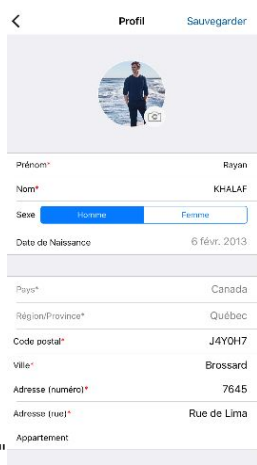 Profil Sauvegarder
Prénom* Rayan
Nom* KHALAF
Sexe Homme Femme
Date de Naissance 6 févr. 2013
Pays* Canada
Région/Province* Québec
Code postal* J4Y0H7
Ville* Brossard
Adresse (numéro)* 7645
Adresse (rue)* Rue de Lima
Appartement